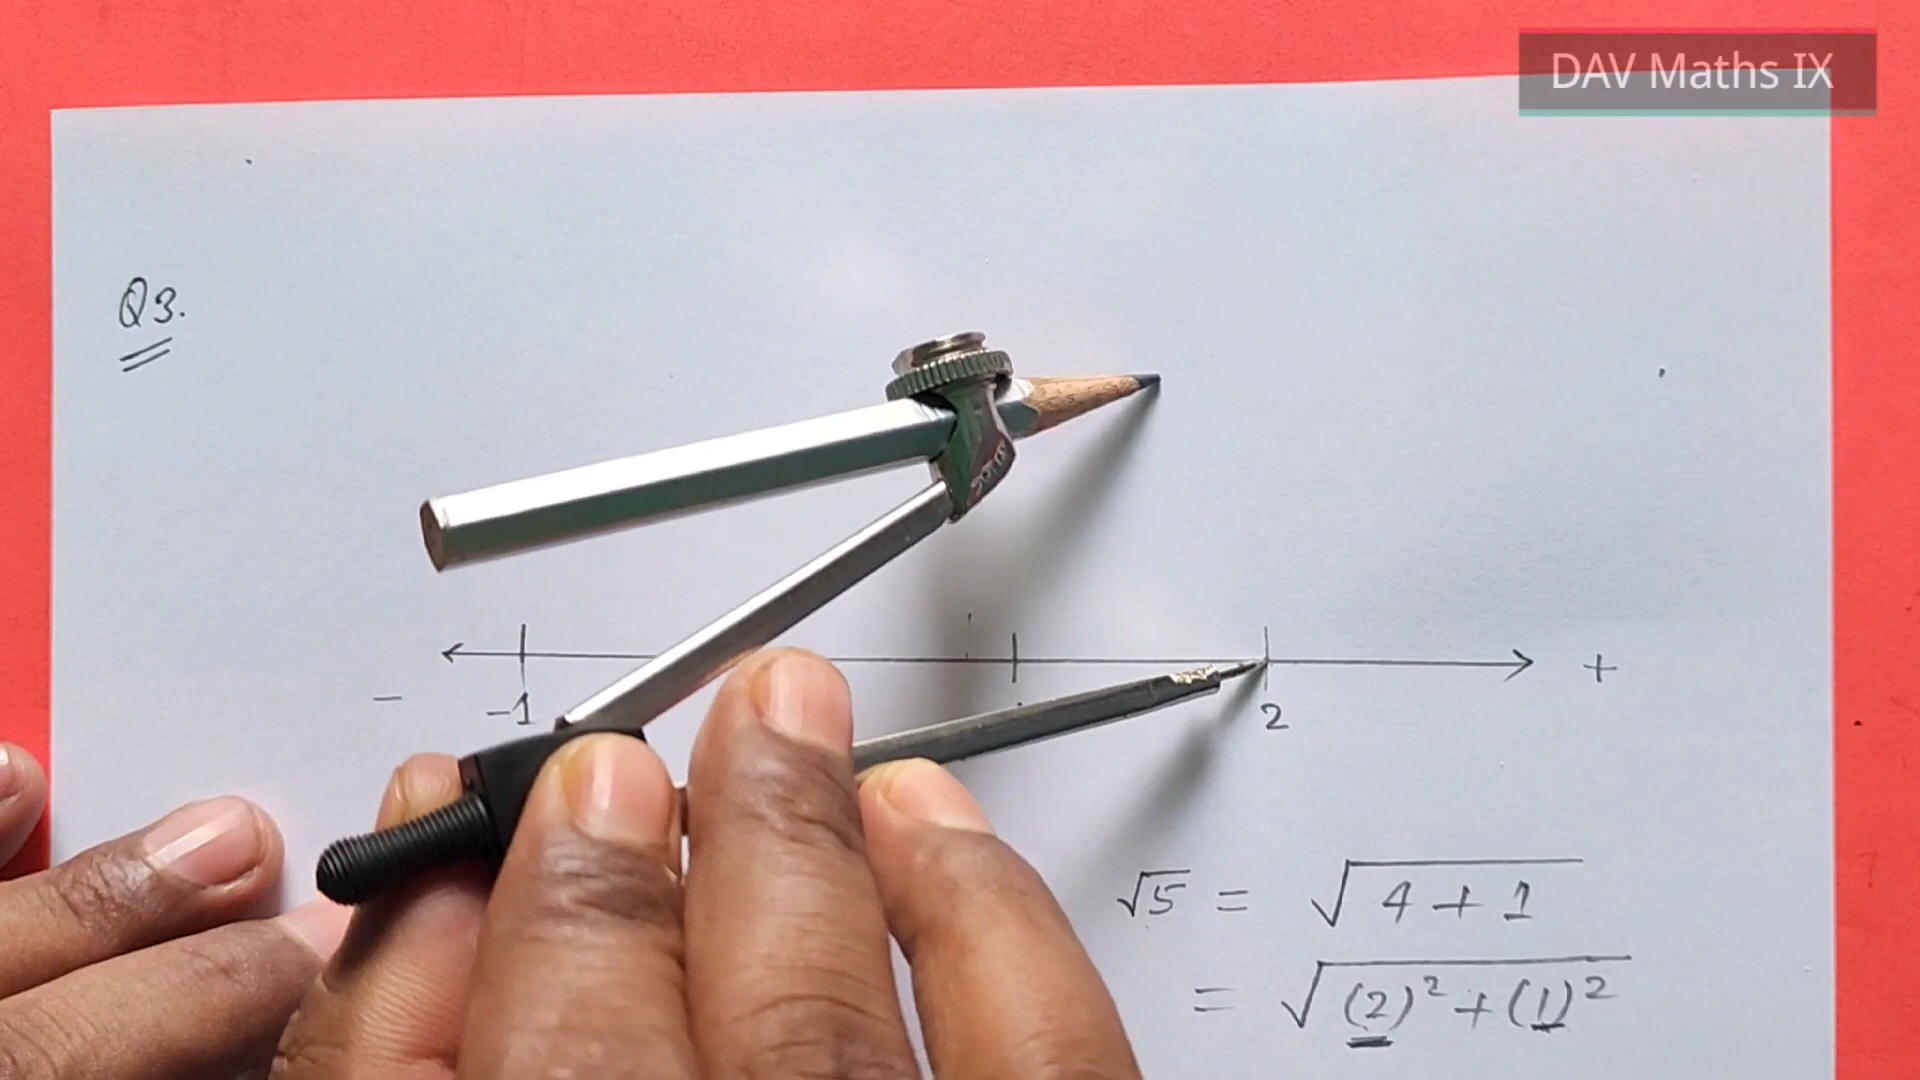 DAV Maths IX
Q3.
- +
-1 2
√5 = √4+1
= √(2)²+(1)²